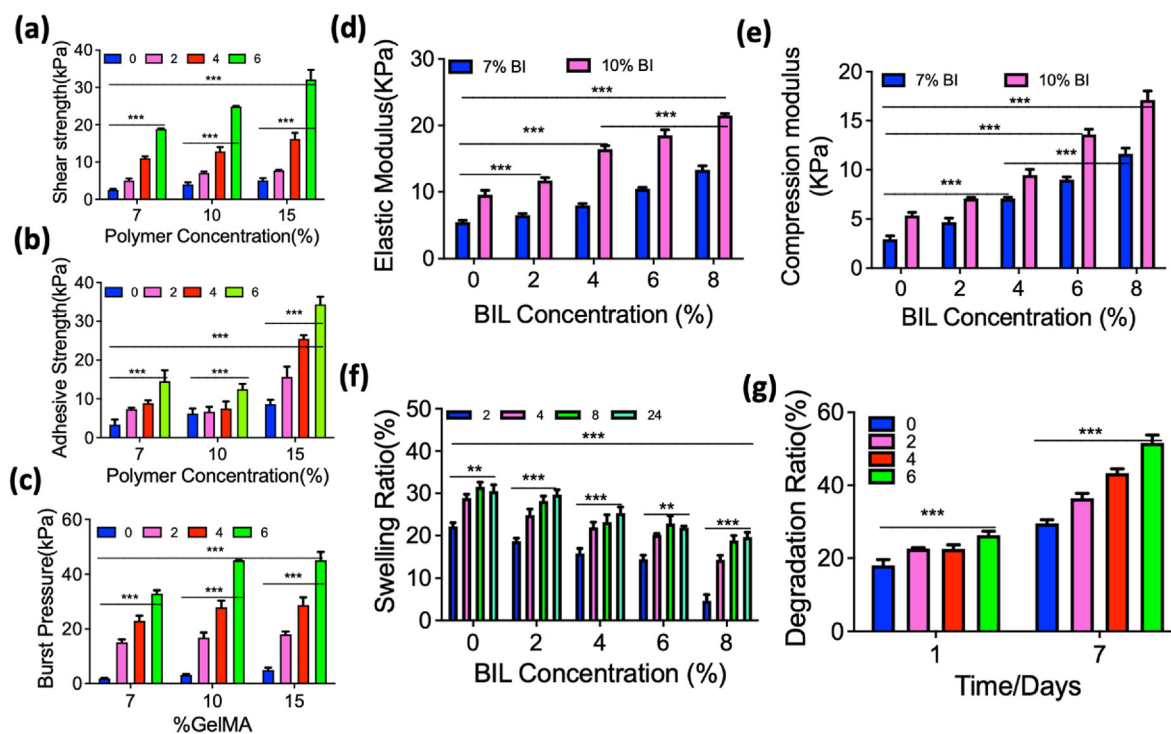 (a)
Shear strength(kPa)
40
30
20
10
0
0 2 4 6
***
***
***
***
7 10 15
Polymer Concentration(%)
(b)
Adhesive Strength(kPa)
40
30
20
10
0
0 2 4 6
***
***
***
***
7 10 15
Polymer Concentration(%)
(c)
Burst Pressure(kPa)
60
40
20
0
0 2 4 6
***
***
***
***
7 10 15
%GelMA
(d)
Elastic Modulus(KPa)
30
20
10
0
7% BI 10% BI
***
***
***
***
0 2 4 6 8
BIL Concentration (%)
(e)
Compression modulus
(KPa)
20
15
10
5
0
7% BI 10% BI
***
***
***
***
0 2 4 6 8
BIL Concentration (%)
(f)
Swelling Ratio(%)
50
40
30
20
10
0
2 4 8 24
***
**
***
***
**
***
0 2 4 6 8
BIL Concentration (%)
(g)
Degradation Ratio(%)
60
40
20
0
0
2
4
6
***
***
1 7
Time/Days